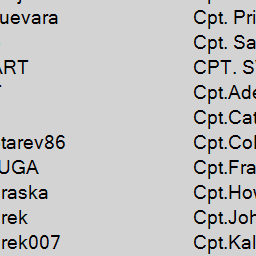 uevara Cpt. Pri
Cpt. Sa
ART CPT. S
Cpt.Ade
Cpt.Cat
tarev86 Cpt.Col
UGA Cpt.Fra
raska Cpt.Hov
rek Cpt.Joh
rek007 Cpt.Kal